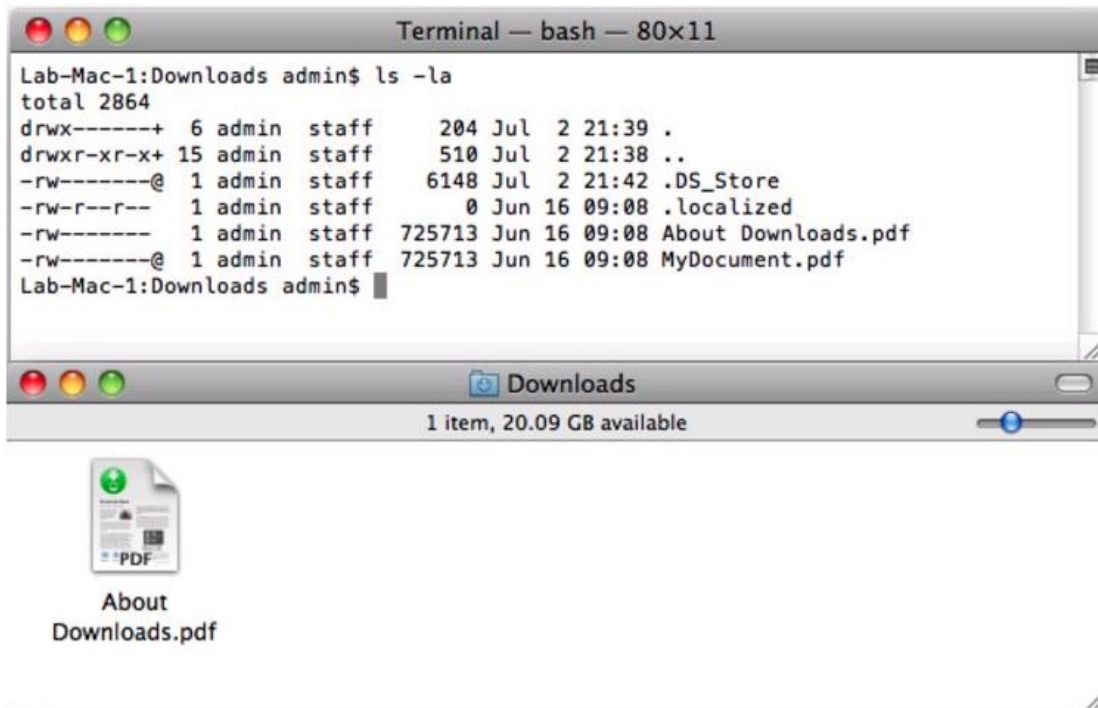 Terminal — bash — 80×11
Lab-Mac-1:Downloads admin$ ls -la
total 2864
drwx------+  6 admin  staff     204 Jul  2 21:39 .
drwxr-xr-x+ 15 admin  staff     510 Jul  2 21:38 ..
-rw-------@  1 admin  staff    6148 Jul  2 21:42 .DS_Store
-rw-r--r--   1 admin  staff       0 Jun 16 09:08 .localized
-rw-------   1 admin  staff  725713 Jun 16 09:08 About Downloads.pdf
-rw-------@  1 admin  staff  725713 Jun 16 09:08 MyDocument.pdf
Lab-Mac-1:Downloads admin$
Downloads
1 item, 20.09 GB available
PDF
About
Downloads.pdf